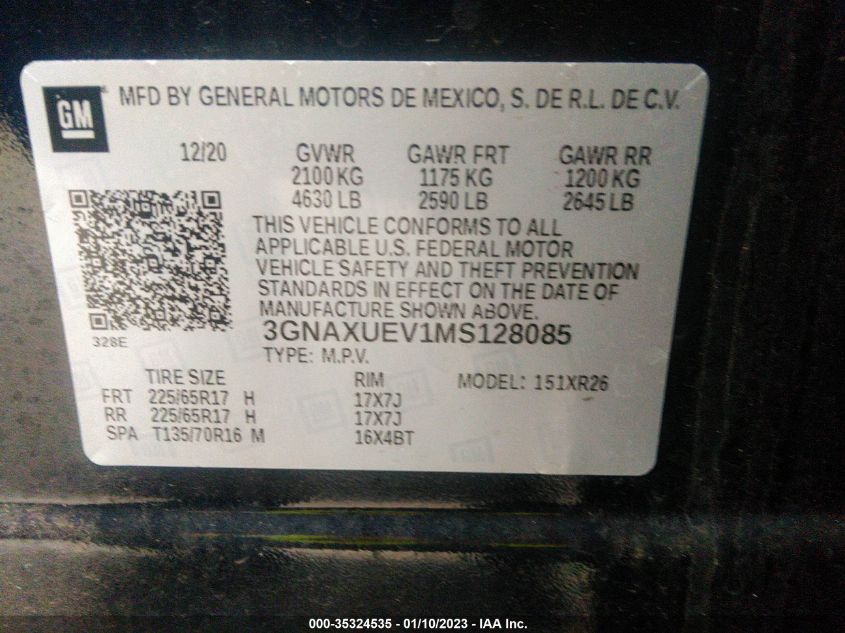 GM MFD BY GENERAL MOTORS DE MEXICO, S. DE R.L. DE C.V.
12/20 GVWR GAWR FRT GAWR RR
2100 KG 1175 KG 1200 KG
4630 LB 2590 LB 2645 LB
THIS VEHICLE CONFORMS TO ALL
APPLICABLE U.S. FEDERAL MOTOR
VEHICLE SAFETY AND THEFT PREVENTION
STANDARDS IN EFFECT ON THE DATE OF
MANUFACTURE SHOWN ABOVE.
328E 3GNAXUEV1MS128085
TYPE: M.P.V.
TIRE SIZE RIM MODEL: 151XR26
FRT 225/65R17 H 17X7J
RR 225/65R17 H 17X7J
SPA T135/70R16 M 16X4BT
000-35324535 - 01/10/2023 - IAA Inc.